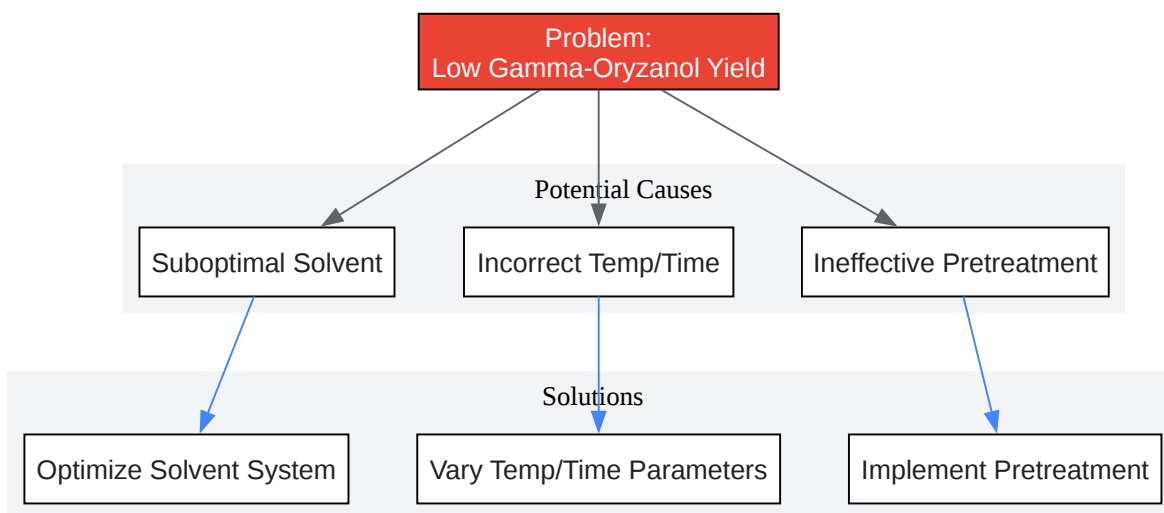 Problem:
Low Gamma-Oryzanol Yield
Potential Causes
Suboptimal Solvent
Incorrect Temp/Time
Ineffective Pretreatment
Solutions
Optimize Solvent System
Vary Temp/Time Parameters
Implement Pretreatment